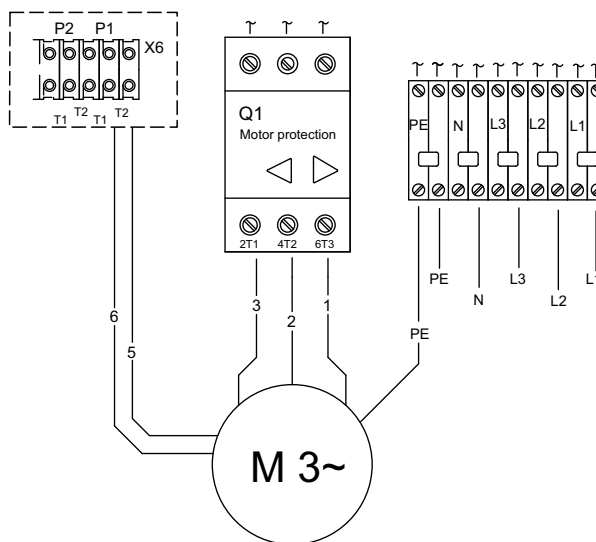 P2 P1
X6
T1 T2 T1 T2
Q1
Motor protection
2T1 4T2 6T3
PE N L3 L2 L1
PE N L3 L2 L1
6 5
3 2 1
PE
M 3~